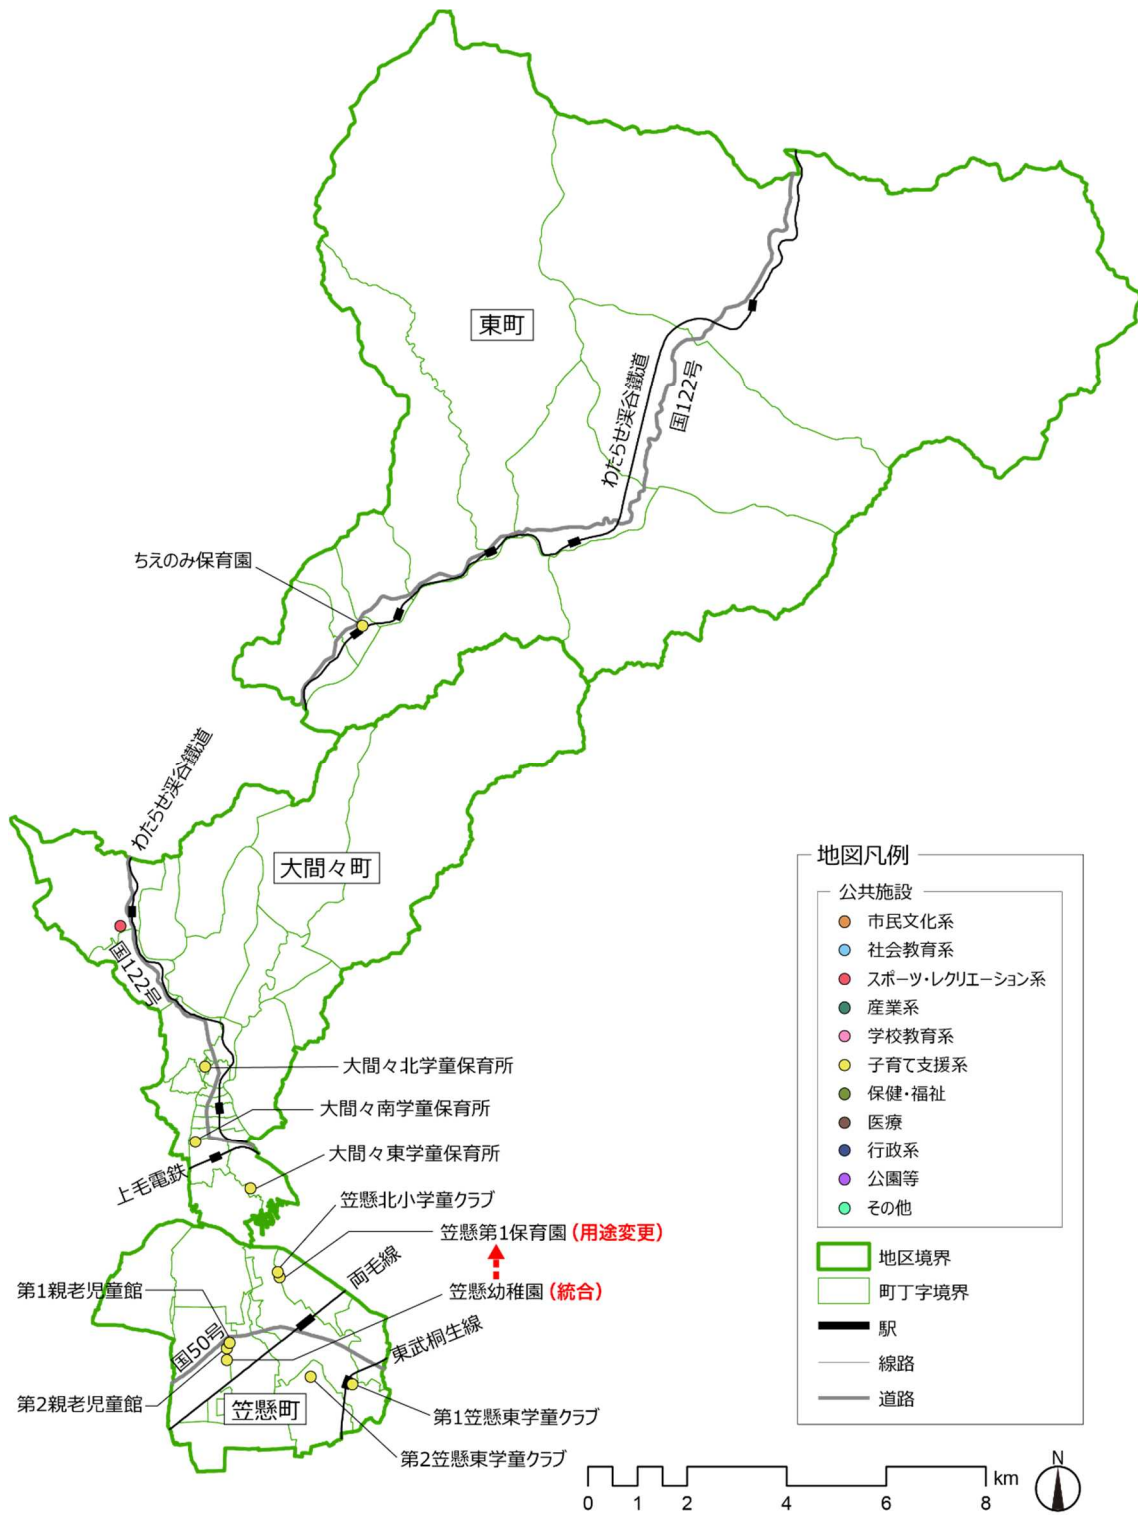 東町
わたらせ渓谷鐵道
国122号
ちえのみ保育園
わたらせ渓谷鐵道
大間々町
国122号
大間々北学童保育所
大間々南学童保育所
大間々東学童保育所
上毛電鉄
笠懸北小学童クラブ
笠懸第1保育園(用途変更)
両毛線
第1親老児童館
笠懸幼稚園(統合)
国50号
東武桐生線
第2親老児童館
笠懸町
第1笠懸東学童クラブ
第2笠懸東学童クラブ
地図凡例
公共施設
市民文化系
社会教育系
スポーツ・レクリエーション系
産業系
学校教育系
子育て支援系
保健・福祉
医療
行政系
公園等
その他
地区境界
町丁字境界
駅
線路
道路
0 1 2 4 6 8 km
N